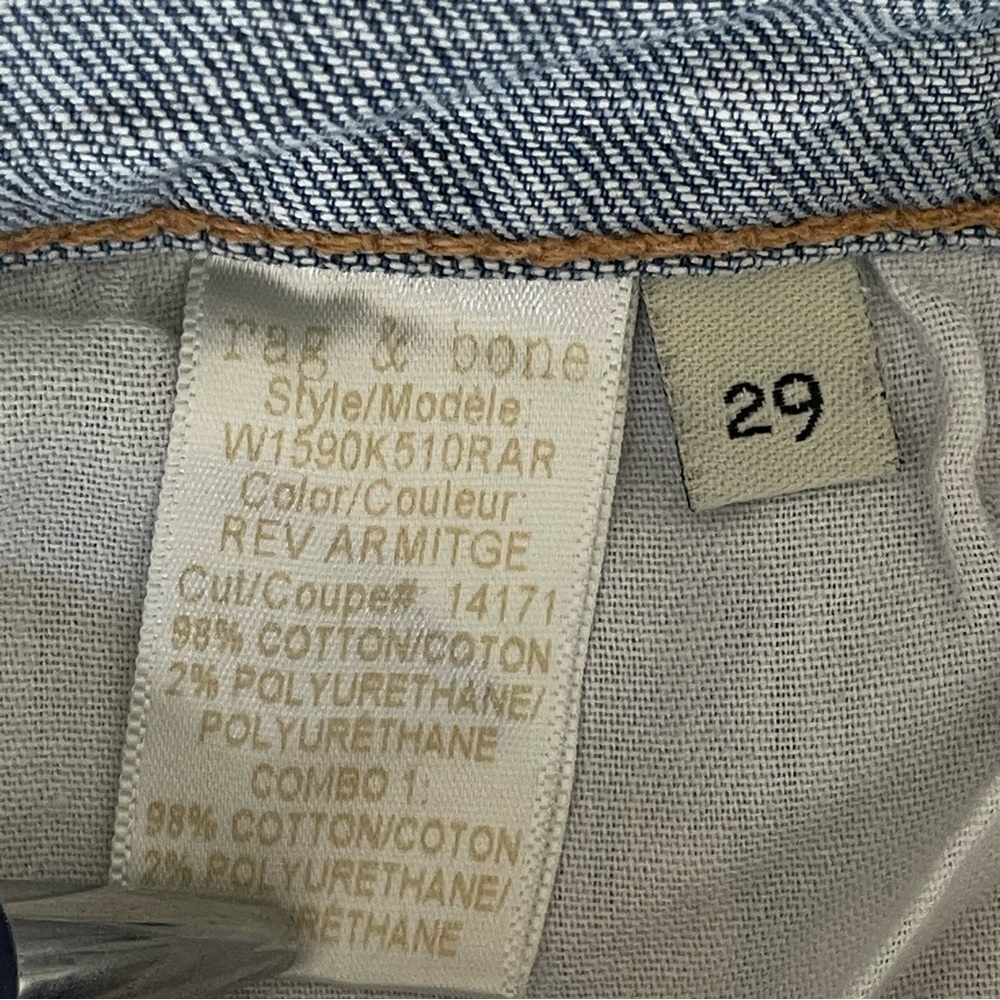 rag & bone
Style/Modele:
W1590K510RAR
Color/Couleur:
REV ARMITGE
Cut/Coupe#: 14171
98% COTTON/COTON
2% POLYURETHANE/
POLYURÉTHANE
COMBO 1:
98% COTTON/COTON
2% POLYURETHANE/
29